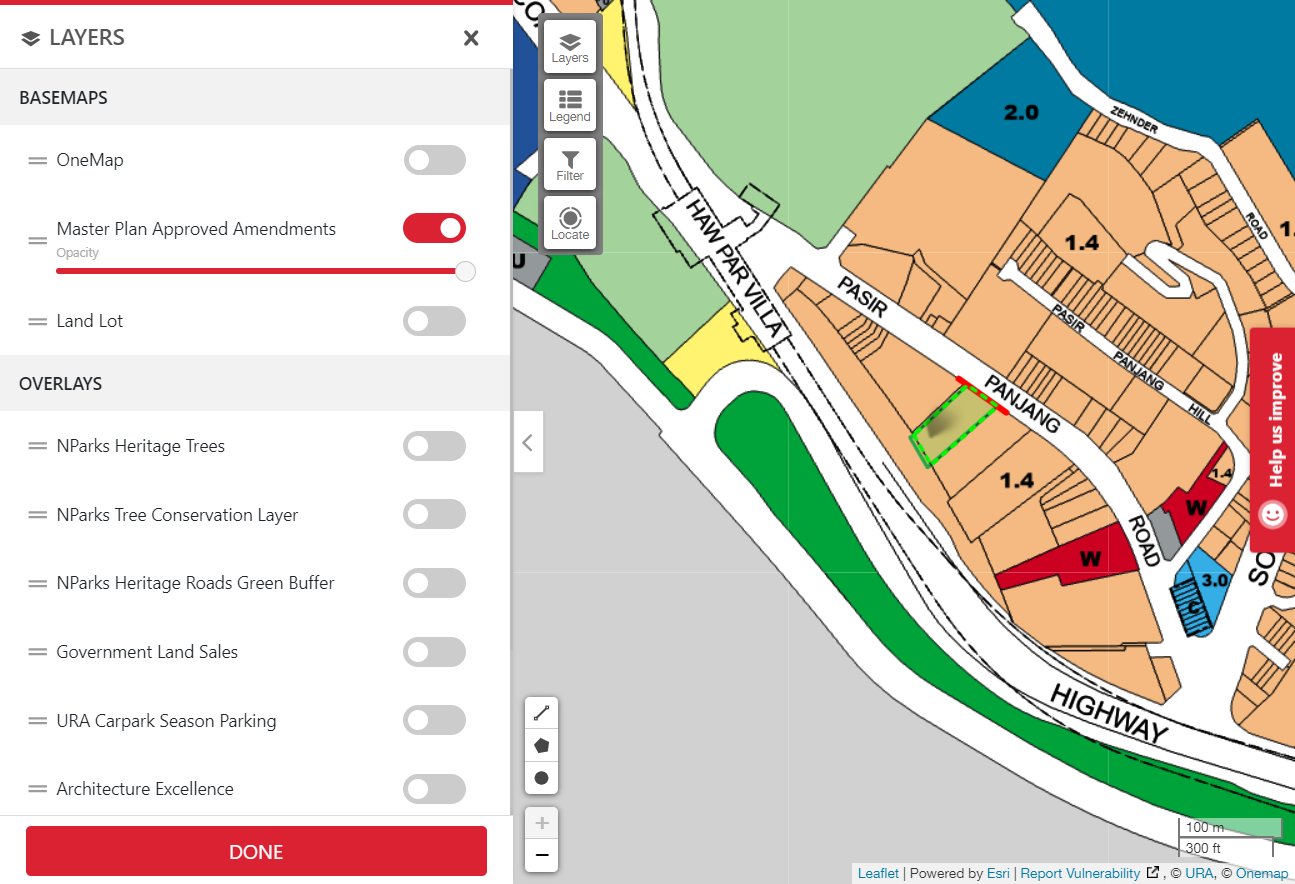 LAYERS
BASEMAPS
OneMap
Master Plan Approved Amendments
Opacity
Land Lot
OVERLAYS
NParks Heritage Trees
NParks Tree Conservation Layer
NParks Heritage Roads Green Buffer
Government Land Sales
URA Carpark Season Parking
Architecture Excellence
DONE
Layers
Legend
Filter
Locate
2.0
ZEHNDER
ROAD
1.4
1.
HAW PAR VILLA
U
PASIR
PANJANG
ROAD
PASIR
PANJANG
HILL
1.4
1.4
W
W
3.0
C
SO
HIGHWAY
Help us improve
100 m
300 ft
Leaflet | Powered by Esri | Report Vulnerability , © URA, © Onemap